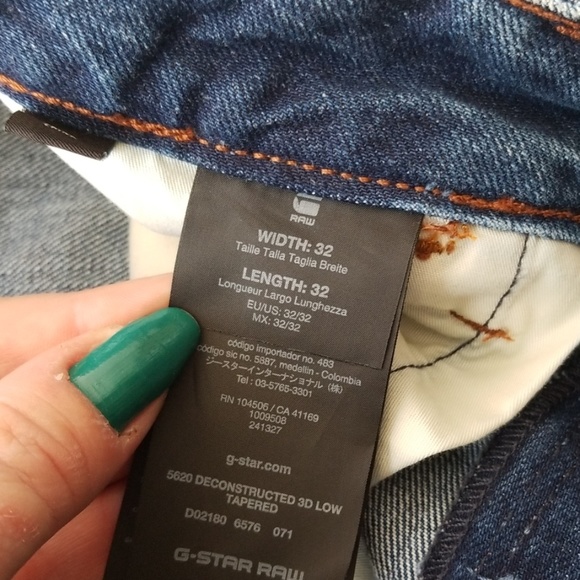 RAW
WIDTH: 32
Taille Talla Taglia Breite
LENGTH: 32
Longueur Largo Lunghezza
EU/US: 32/32
MX: 32/32
código importador no. 483
código sic no. 5887, medellin - Colombia
ジースターインターナショナル（株）
Tel : 03-5765-3301
RN 104506 / CA 41169
1009508
241327
g-star.com
5620 DECONSTRUCTED 3D LOW
TAPERED
D02180 6576 071
G-STAR RAW